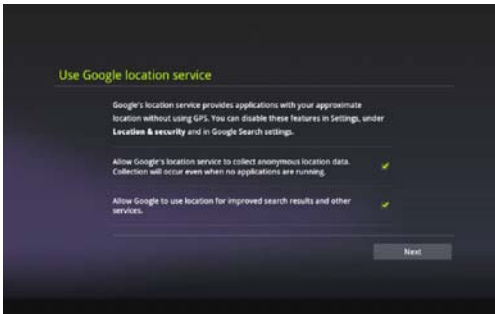 Use Google location service
Google's location service provides applications with your approximate
location without using GPS. You can disable these features in Settings, under
Location & security and in Google Search settings.
Allow Google's location service to collect anonymous location data.
Collection will occur even when no applications are running.
Allow Google to use location for improved search results and other
services.
Next